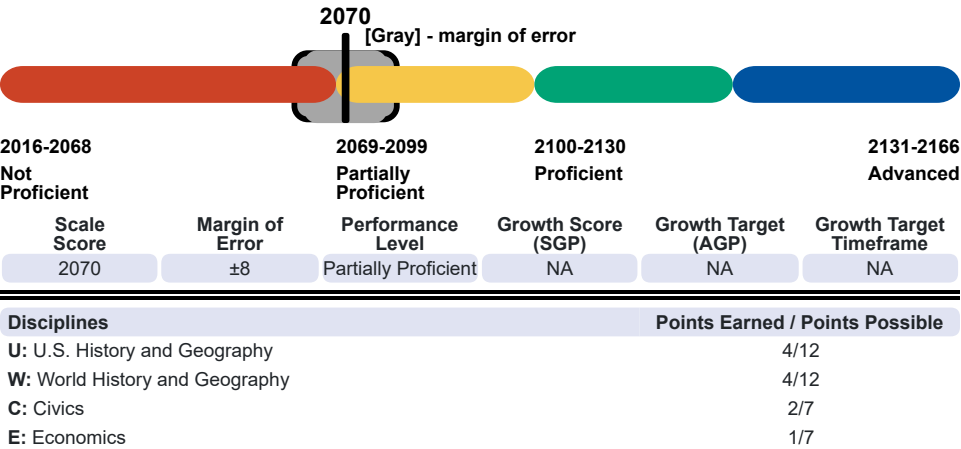 2070
[Gray] - margin of error
2016-2068 2069-2099 2100-2130 2131-2166
Not Partially Proficient Advanced
Proficient Proficient
Scale Margin of Performance Growth Score Growth Target Growth Target
Score Error Level (SGP) (AGP) Timeframe
2070 ±8 Partially Proficient NA NA NA
Disciplines Points Earned / Points Possible
U: U.S. History and Geography 4/12
W: World History and Geography 4/12
C: Civics 2/7
E: Economics 1/7